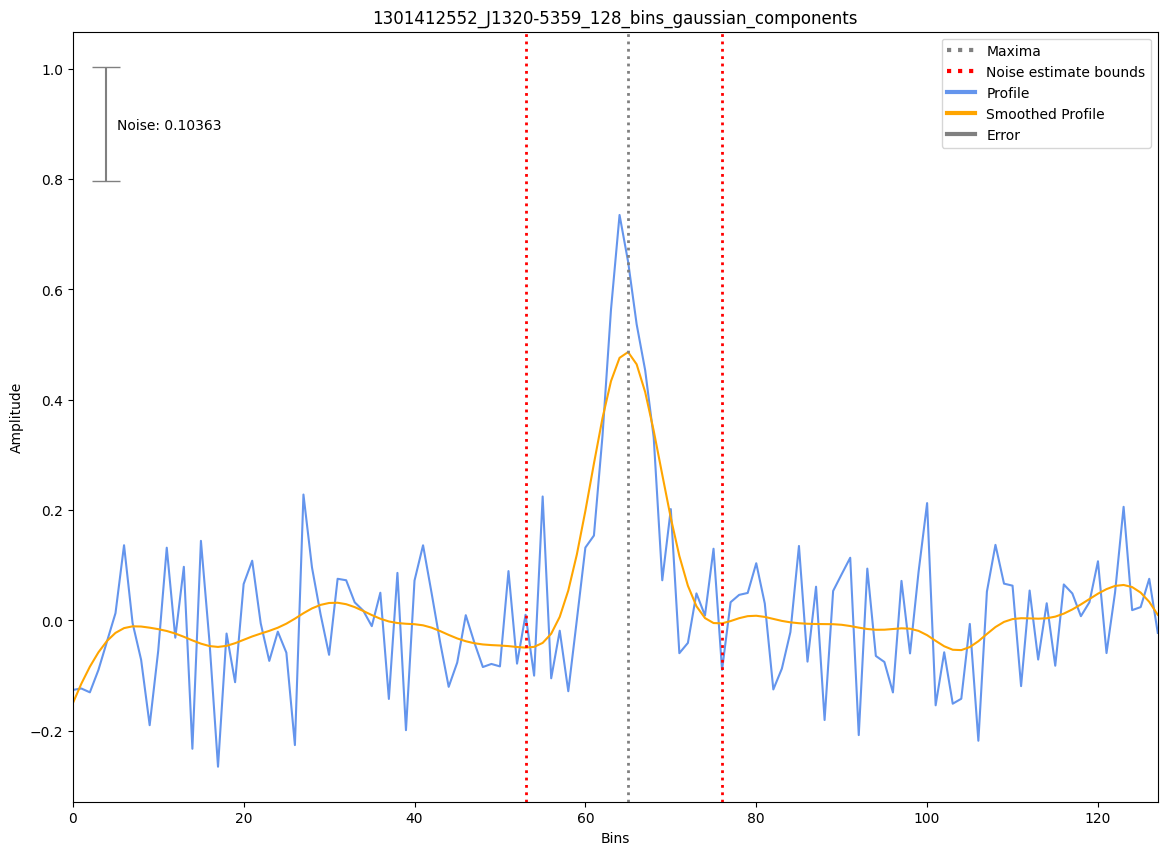 1301412552_J1320-5359_128_bins_gaussian_components
Maxima
Noise estimate bounds
Profile
Smoothed Profile
Error
Noise: 0.10363
1.0
0.8
0.6
0.4
0.2
0.0
−0.2
Amplitude
0 20 40 60 80 100 120
Bins